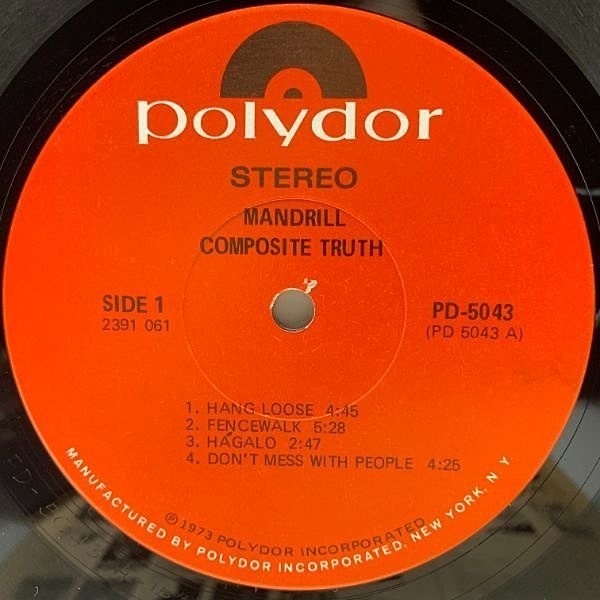 polydor
STEREO
MANDRILL
COMPOSITE TRUTH
SIDE 1
2391 061
PD-5043
(PD 5043 A)
1. HANG LOOSE 4:45
2. FENCEWALK 5:28
3. HÁGALO 2:47
4. DON'T MESS WITH PEOPLE 4:25
℗1973 POLYDOR INCORPORATED
MANUFACTURED BY POLYDOR INCORPORATED, NEW YORK, N.Y.